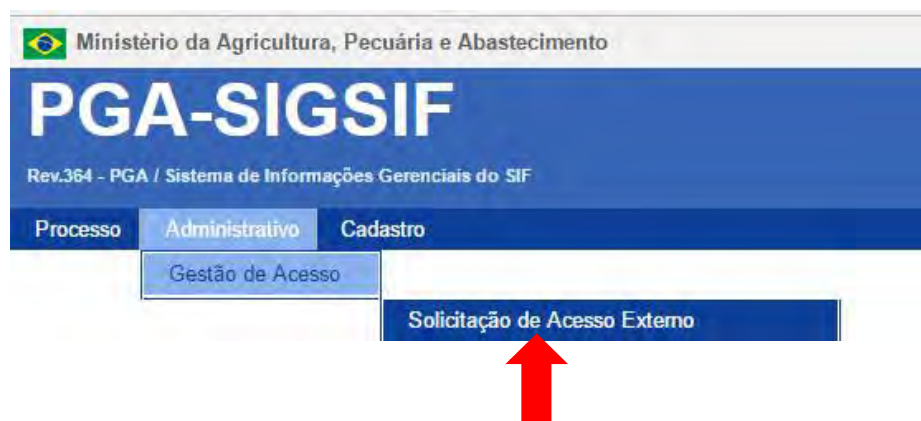 Ministério da Agricultura, Pecuária e Abastecimento
PGA-SIGSIF
Rev.364 - PGA / Sistema de Informações Gerenciais do SIF
Processo Administrativo Cadastro
Gestão de Acesso
Solicitação de Acesso Externo